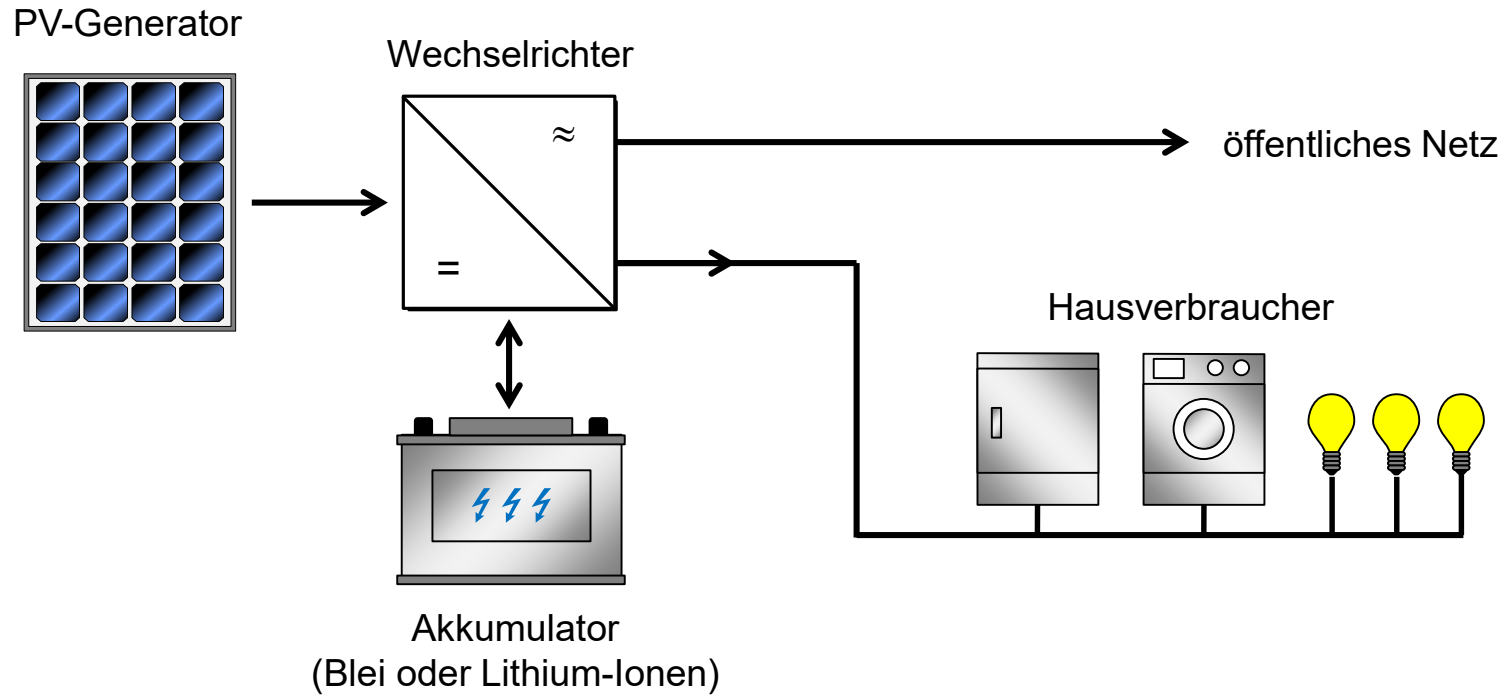 PV-Generator
Wechselrichter
≈
=
öffentliches Netz
Hausverbraucher
Akkumulator
(Blei oder Lithium-Ionen)